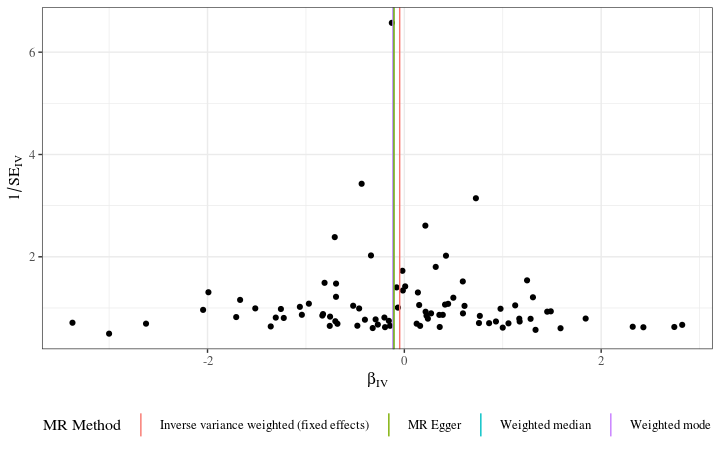 6
4
2
1/SE_IV
-2
0
2
β_IV
MR Method Inverse variance weighted (fixed effects) MR Egger Weighted median Weighted mode